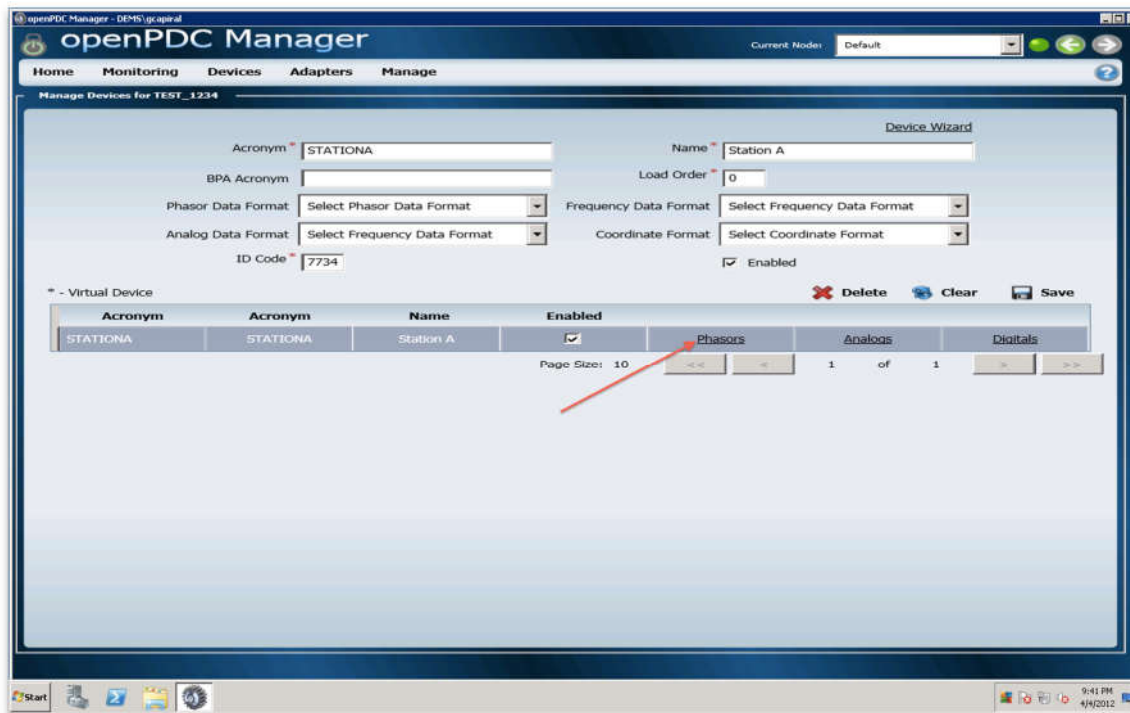 openPDC Manager - DEMS\gcapiral
openPDC Manager
Current Node: Default
Home Monitoring Devices Adapters Manage
Manage Devices for TEST_1234
Device Wizard
Acronym * STATIONA Name * Station A
BPA Acronym Load Order * 0
Phasor Data Format Select Phasor Data Format Frequency Data Format Select Frequency Data Format
Analog Data Format Select Frequency Data Format Coordinate Format Select Coordinate Format
ID Code * 7734 Enabled
* - Virtual Device Delete Clear Save
Acronym Acronym Name Enabled
STATIONA STATIONA Station A Phasors Analogs Digitals
Page Size: 10 << < 1 of 1 > >>
Start 9:41 PM
4/4/2012